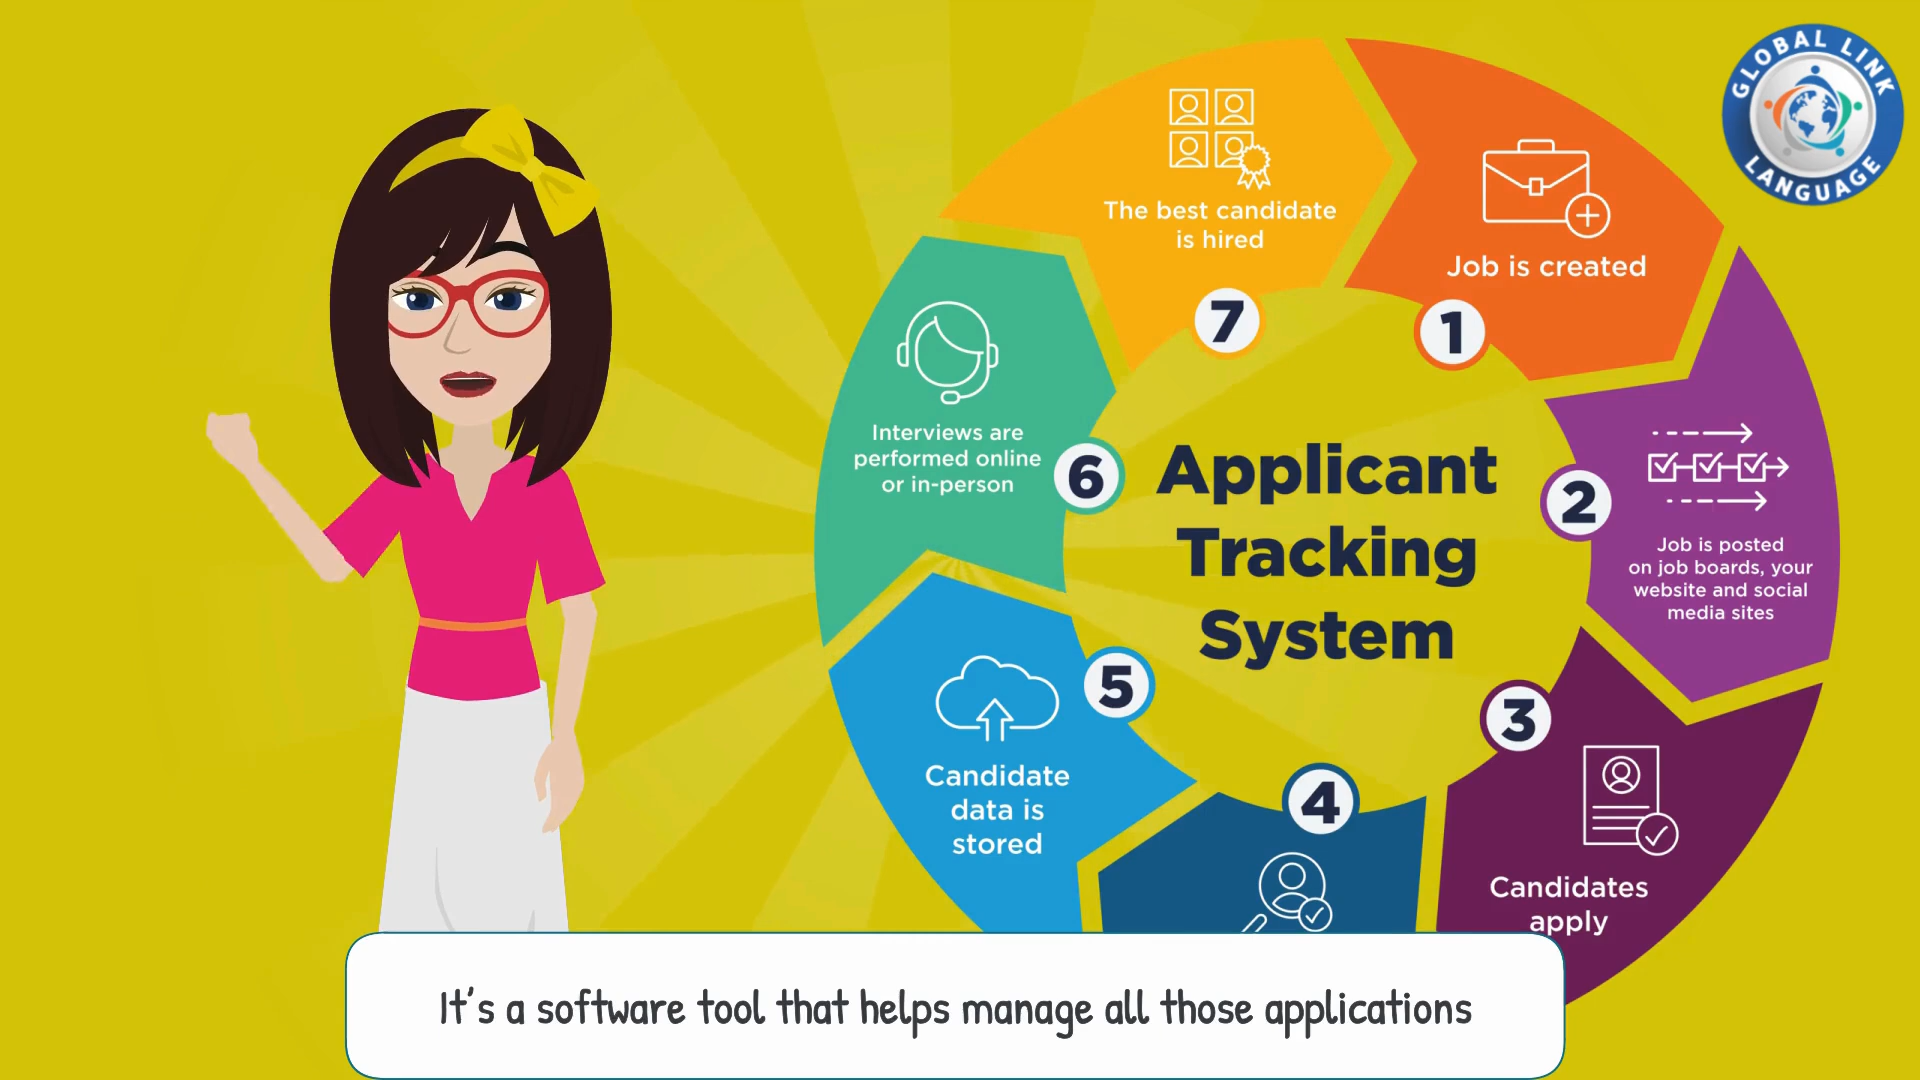 GLOBAL LINK
LANGUAGE
Applicant
Tracking
System
1
Job is created
2
Job is posted
on job boards, your
website and social
media sites
3
Candidates
apply
4
5
Candidate
data is
stored
6
Interviews are
performed online
or in-person
7
The best candidate
is hired
It's a software tool that helps manage all those applications